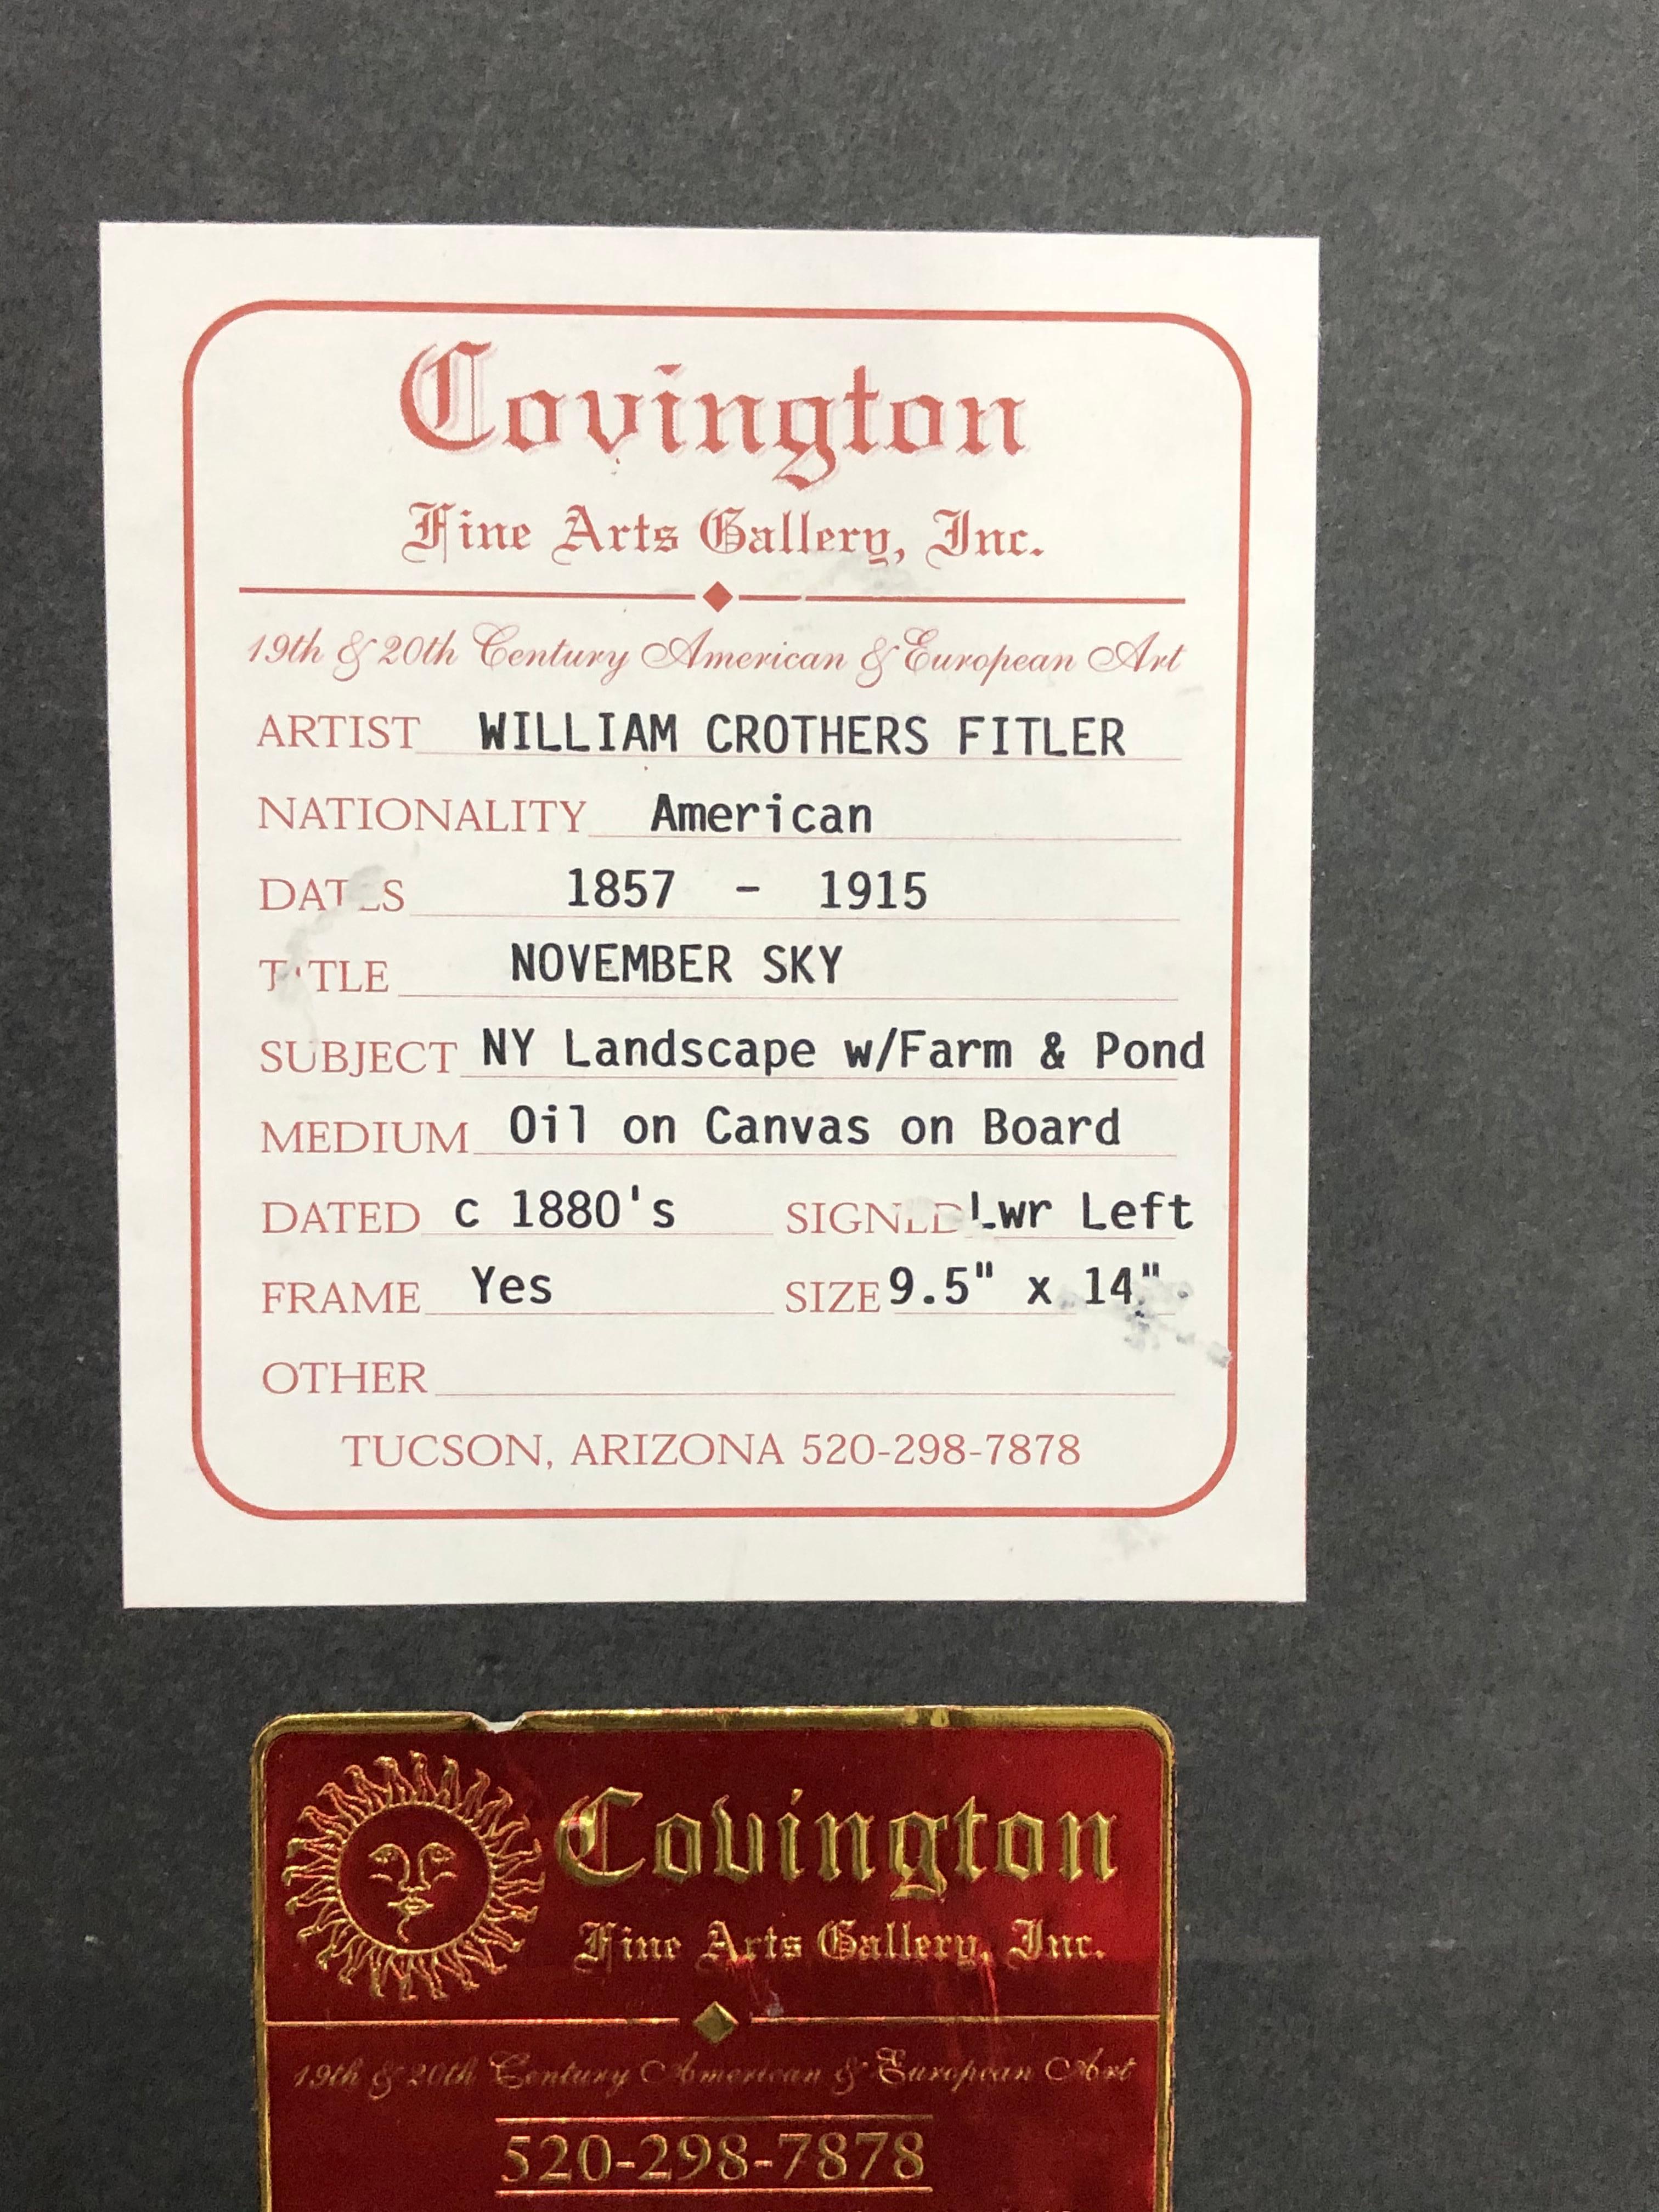 Covington
Fine Arts Gallery, Inc.
19th & 20th Century American & European Art
ARTIST WILLIAM CROTHERS FITLER
NATIONALITY American
DATES 1857 - 1915
TITLE NOVEMBER SKY
SUBJECT NY Landscape w/Farm & Pond
MEDIUM Oil on Canvas on Board
DATED c 1880's SIGNED Lwr Left
FRAME Yes SIZE 9.5" x 14"
OTHER
TUCSON, ARIZONA 520-298-7878
Covington
Fine Arts Gallery, Inc.
19th & 20th Century American & European Art
520-298-7878